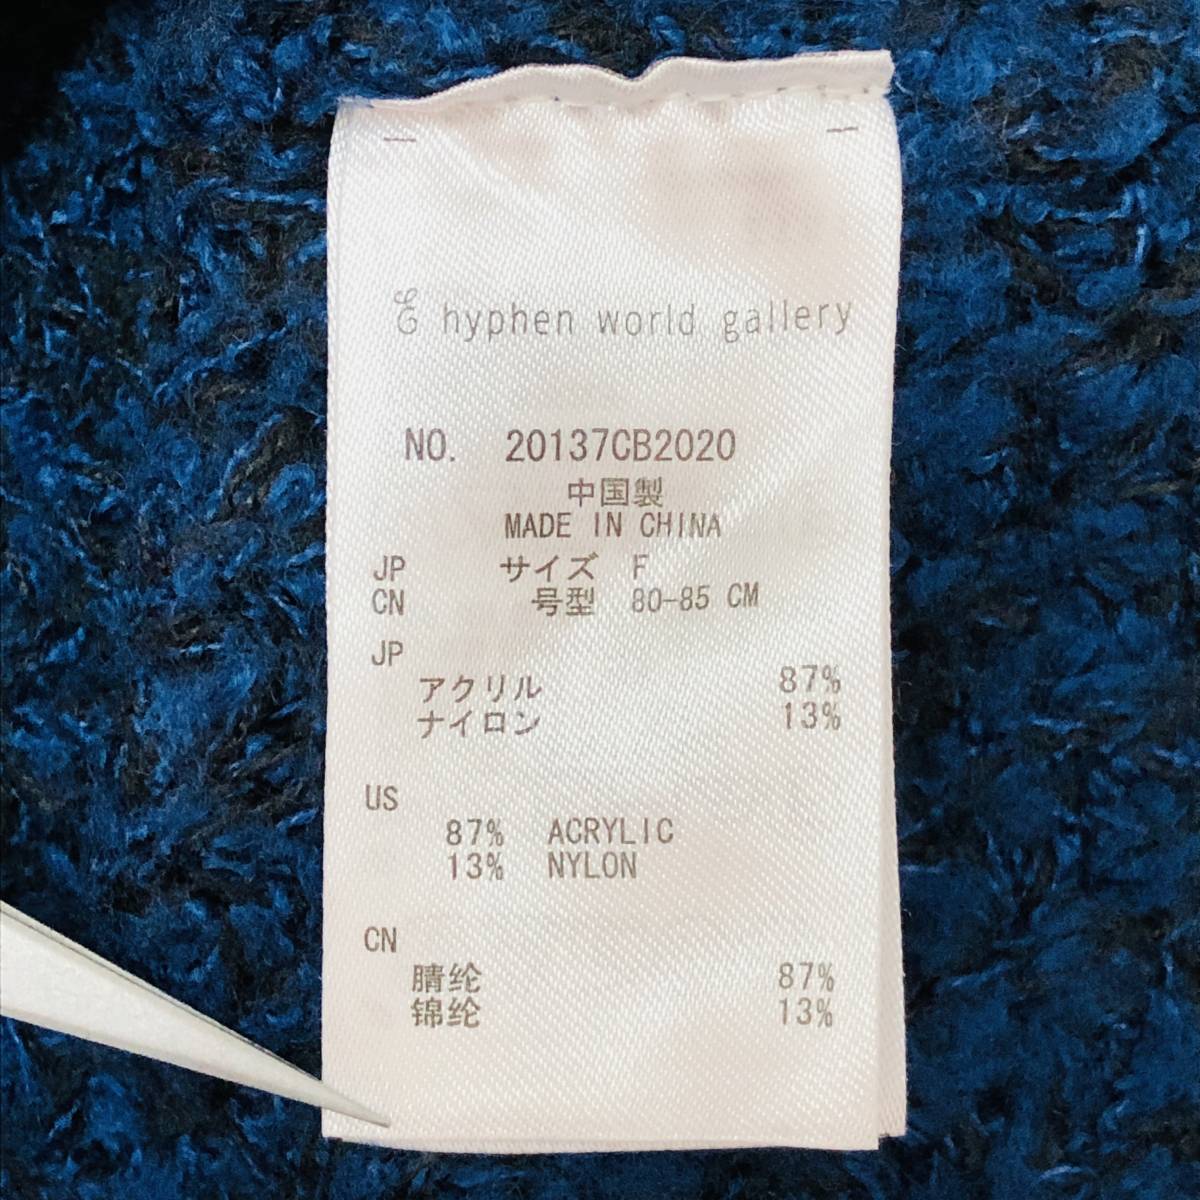 E hyphen world gallery
NO. 20137CB2020
中国製
MADE IN CHINA
JP サイズ F
CN 号型 80-85 CM
JP
アクリル 87%
ナイロン 13%
US
87% ACRYLIC
13% NYLON
CN
腈纶 87%
锦纶 13%